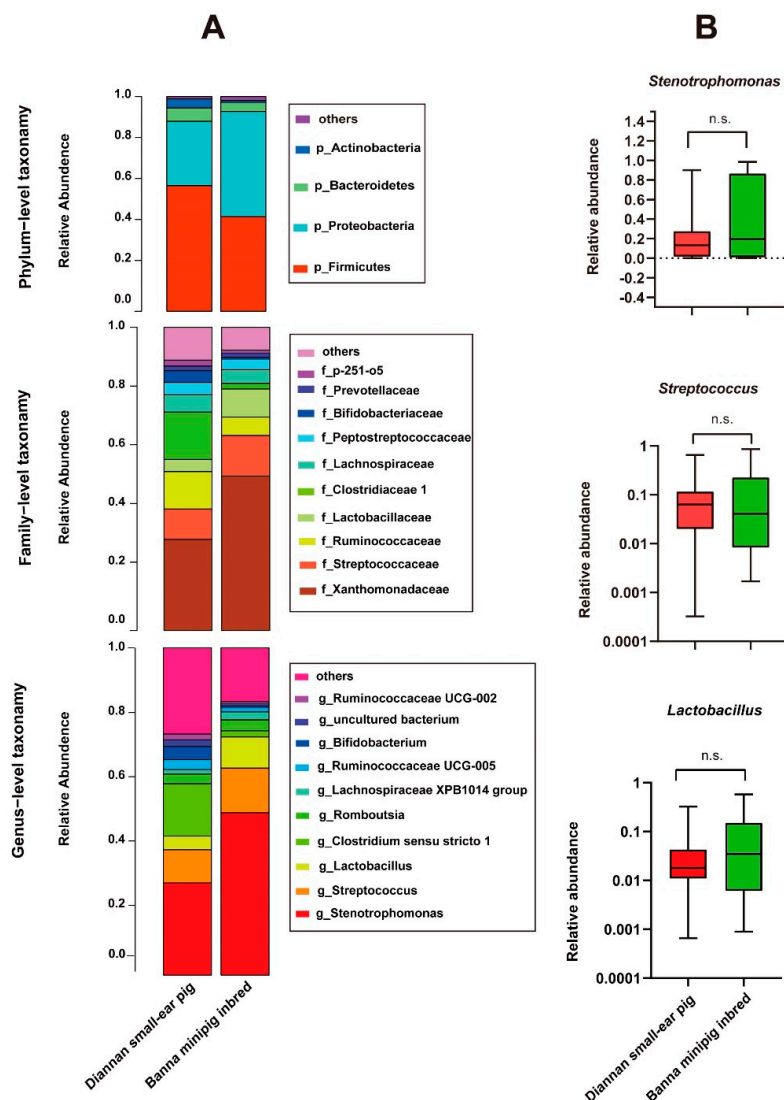 A
B
Phylum−level taxonamy
Relative Abundance
1.0
0.8
0.6
0.4
0.2
0.0
others
p_Actinobacteria
p_Bacteroidetes
p_Proteobacteria
p_Firmicutes
Stenotrophomonas
n.s.
Relative abundance
1.4
1.2
1.0
0.8
0.6
0.4
0.2
0.0
-0.2
-0.4
Family−level taxonamy
Relative Abundance
1.0
0.8
0.6
0.4
0.2
0.0
others
f_p-251-o5
f_Prevotellaceae
f_Bifidobacteriaceae
f_Peptostreptococcaceae
f_Lachnospiraceae
f_Clostridiaceae 1
f_Lactobacillaceae
f_Ruminococcaceae
f_Streptococcaceae
f_Xanthomonadaceae
Streptococcus
n.s.
Relative abundance
1
0.1
0.01
0.001
0.0001
Genus−level taxonamy
Relative Abundance
1.0
0.8
0.6
0.4
0.2
0.0
others
g_Ruminococcaceae UCG-002
g_uncultured bacterium
g_Bifidobacterium
g_Ruminococcaceae UCG-005
g_Lachnospiraceae XPB1014 group
g_Romboutsia
g_Clostridium sensu stricto 1
g_Lactobacillus
g_Streptococcus
g_Stenotrophomonas
Diannan small-ear pig
Banna minipig inbred
Lactobacillus
n.s.
Relative abundance
1
0.1
0.01
0.001
0.0001
Diannan small-ear pig
Banna minipig inbred